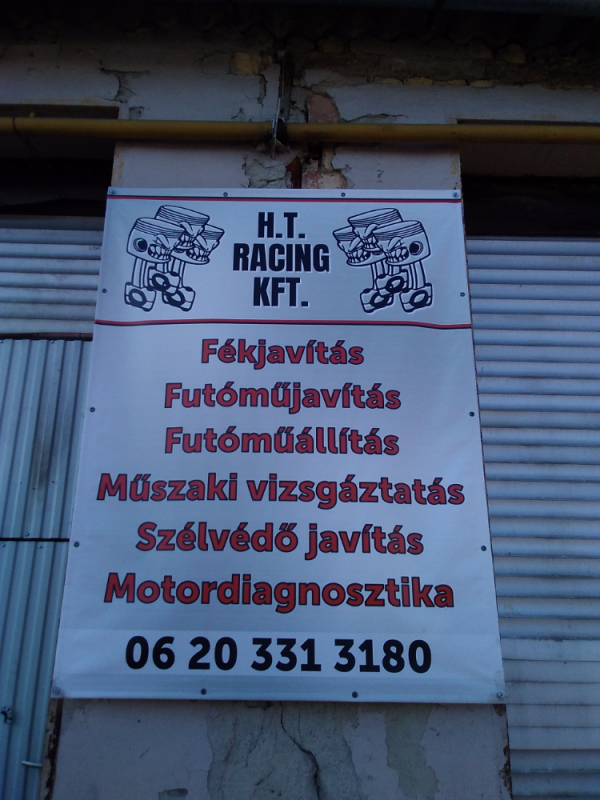 H.T.
RACING
KFT.
Fékjavítás
Futóműjavítás
Futóműállítás
Műszaki vizsgáztatás
Szélvédő javítás
Motordiagnosztika
06 20 331 3180